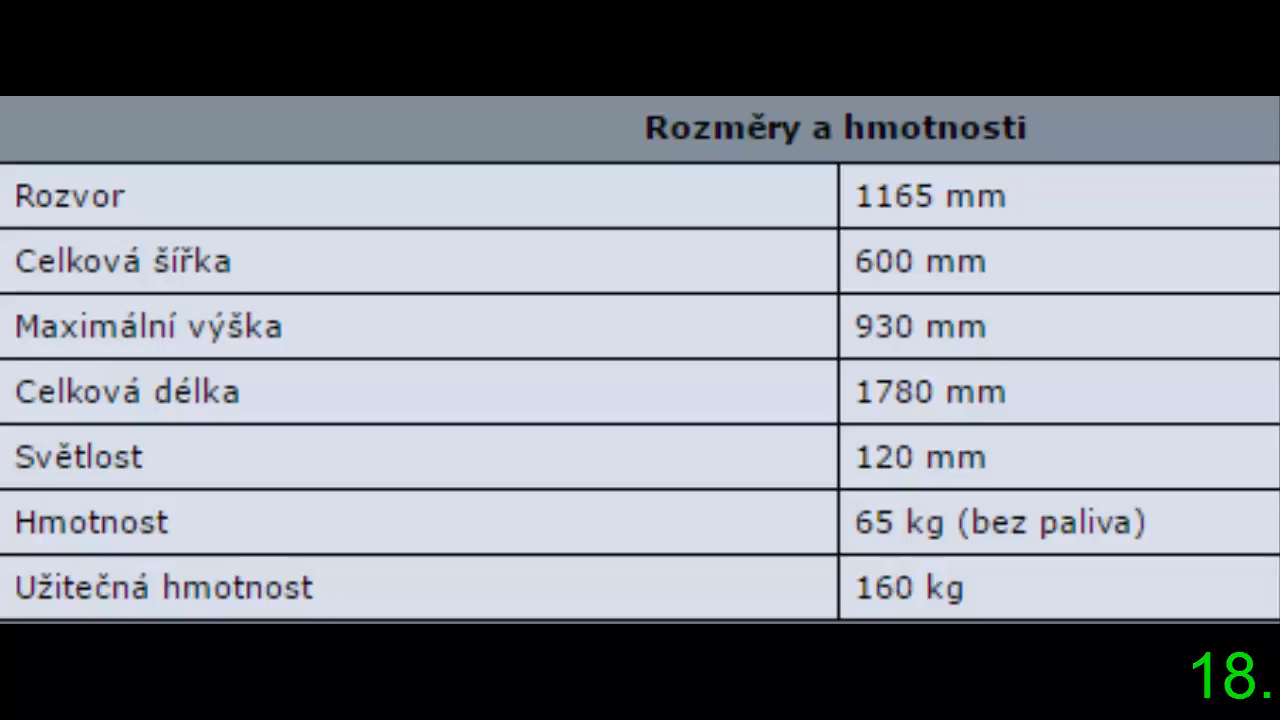 Rozměry a hmotnosti
Rozvor 1165 mm
Celková šířka 600 mm
Maximální výška 930 mm
Celková délka 1780 mm
Světlost 120 mm
Hmotnost 65 kg (bez paliva)
Užitečná hmotnost 160 kg
18.